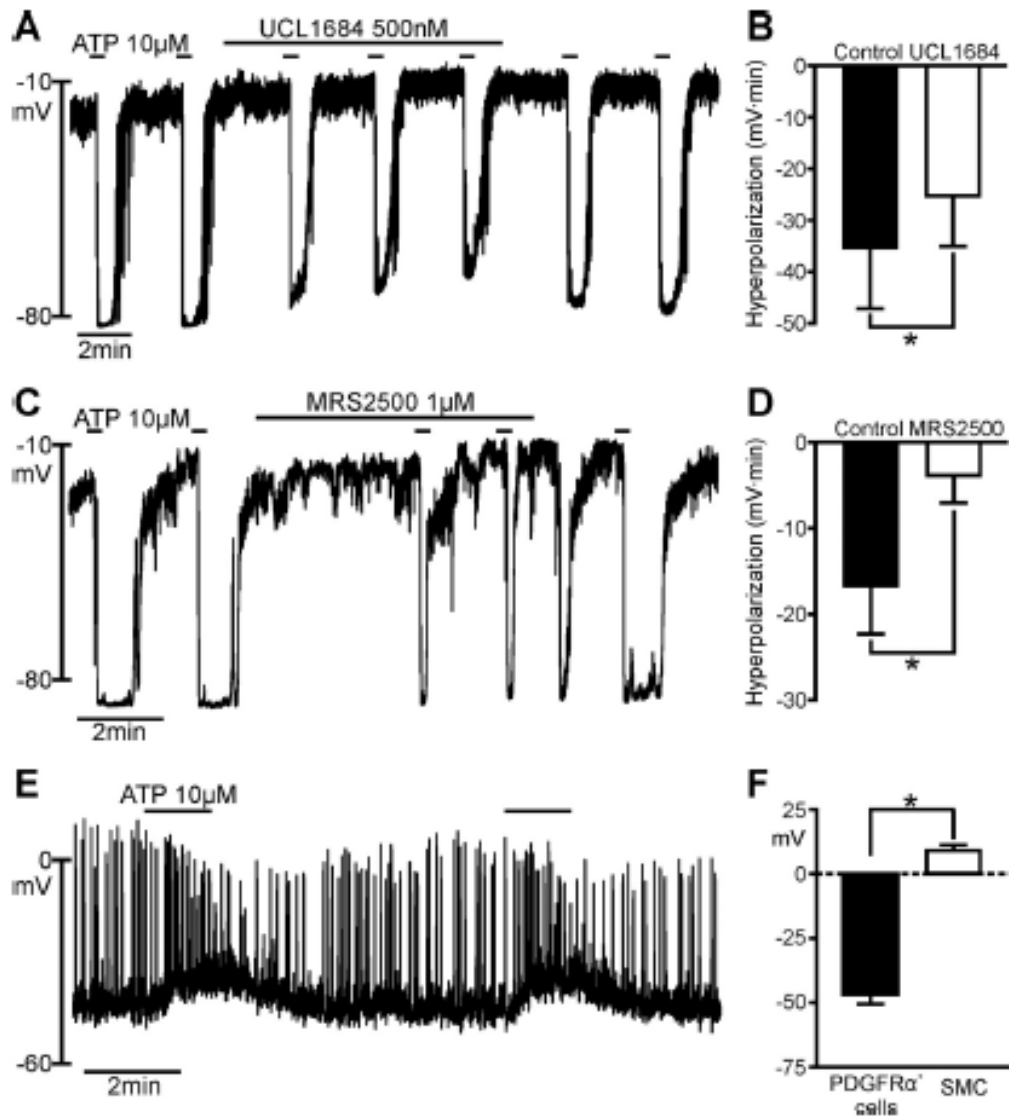 A
UCL1684 500nM
ATP 10µM
-10
mV
-80
2min
B
Control UCL1684
0
-10
-20
-30
-40
-50
Hyperpolarization (mV·min)
*
C
MRS2500 1µM
ATP 10µM
-10
mV
-80
2min
D
Control MRS2500
0
-10
-20
-30
Hyperpolarization (mV·min)
*
E
ATP 10µM
0
mV
-60
2min
F
*
25
mV
0
-25
-50
-75
PDGFRα⁺ SMC
cells